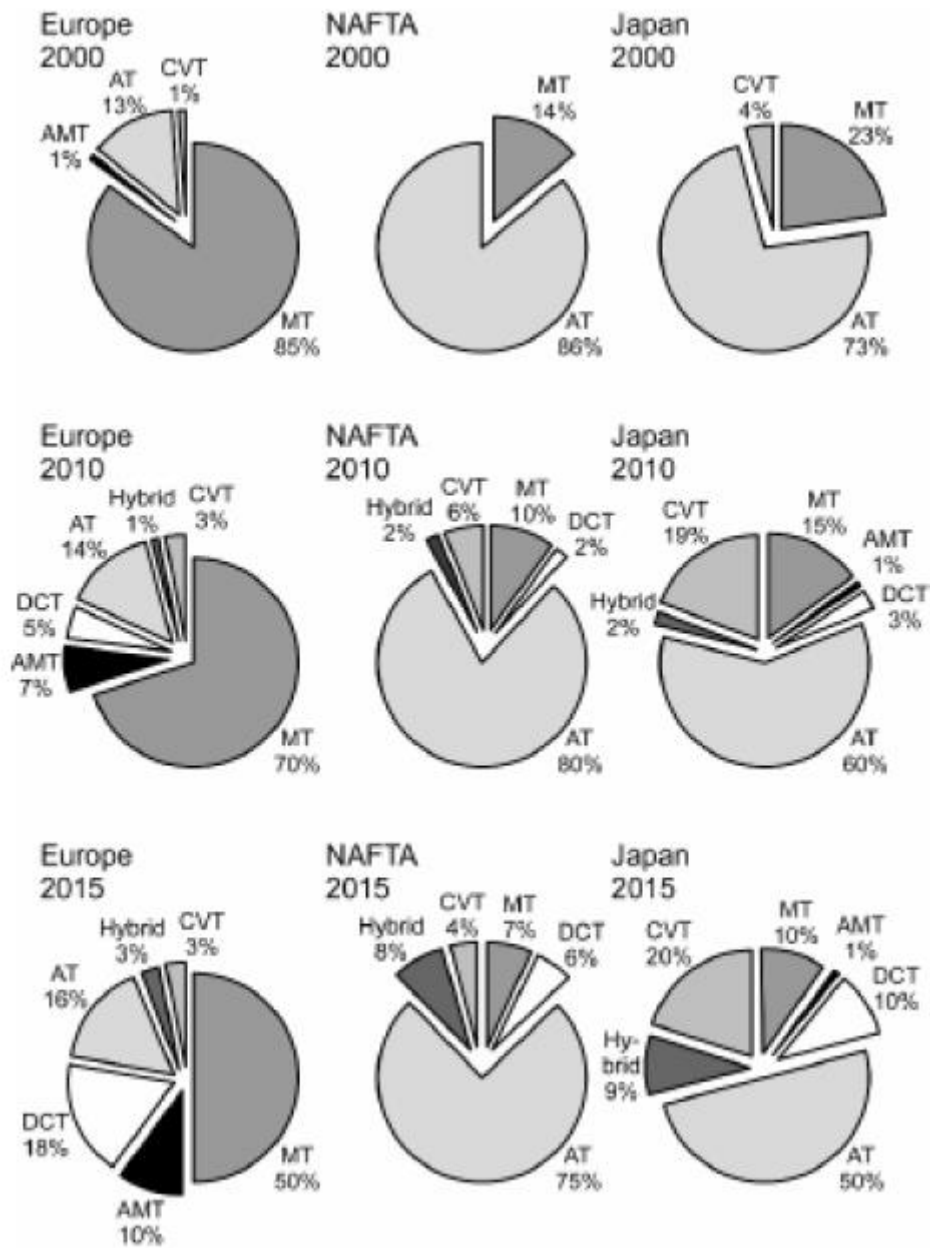 Europe
2000
CVT
1%
AT
13%
AMT
1%
MT
85%
NAFTA
2000
MT
14%
AT
86%
Japan
2000
CVT
4%
MT
23%
AT
73%
Europe
2010
Hybrid
1%
CVT
3%
AT
14%
DCT
5%
AMT
7%
MT
70%
NAFTA
2010
Hybrid
2%
CVT
6%
MT
10%
DCT
2%
AT
80%
Japan
2010
CVT
19%
MT
15%
AMT
1%
DCT
3%
Hybrid
2%
AT
60%
Europe
2015
Hybrid
3%
CVT
3%
AT
16%
DCT
18%
AMT
10%
MT
50%
NAFTA
2015
Hybrid
8%
CVT
4%
MT
7%
DCT
6%
AT
75%
Japan
2015
CVT
20%
MT
10%
AMT
1%
DCT
10%
Hy-
brid
9%
AT
50%